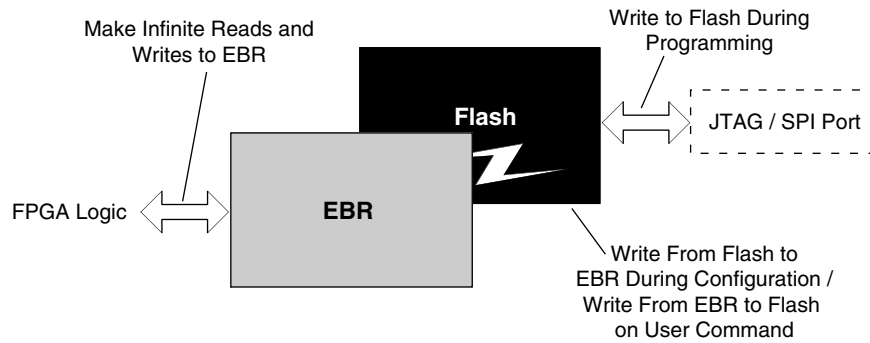 Make Infinite Reads and
Writes to EBR
Write to Flash During
Programming
Flash
JTAG / SPI Port
FPGA Logic
EBR
Write From Flash to
EBR During Configuration /
Write From EBR to Flash
on User Command